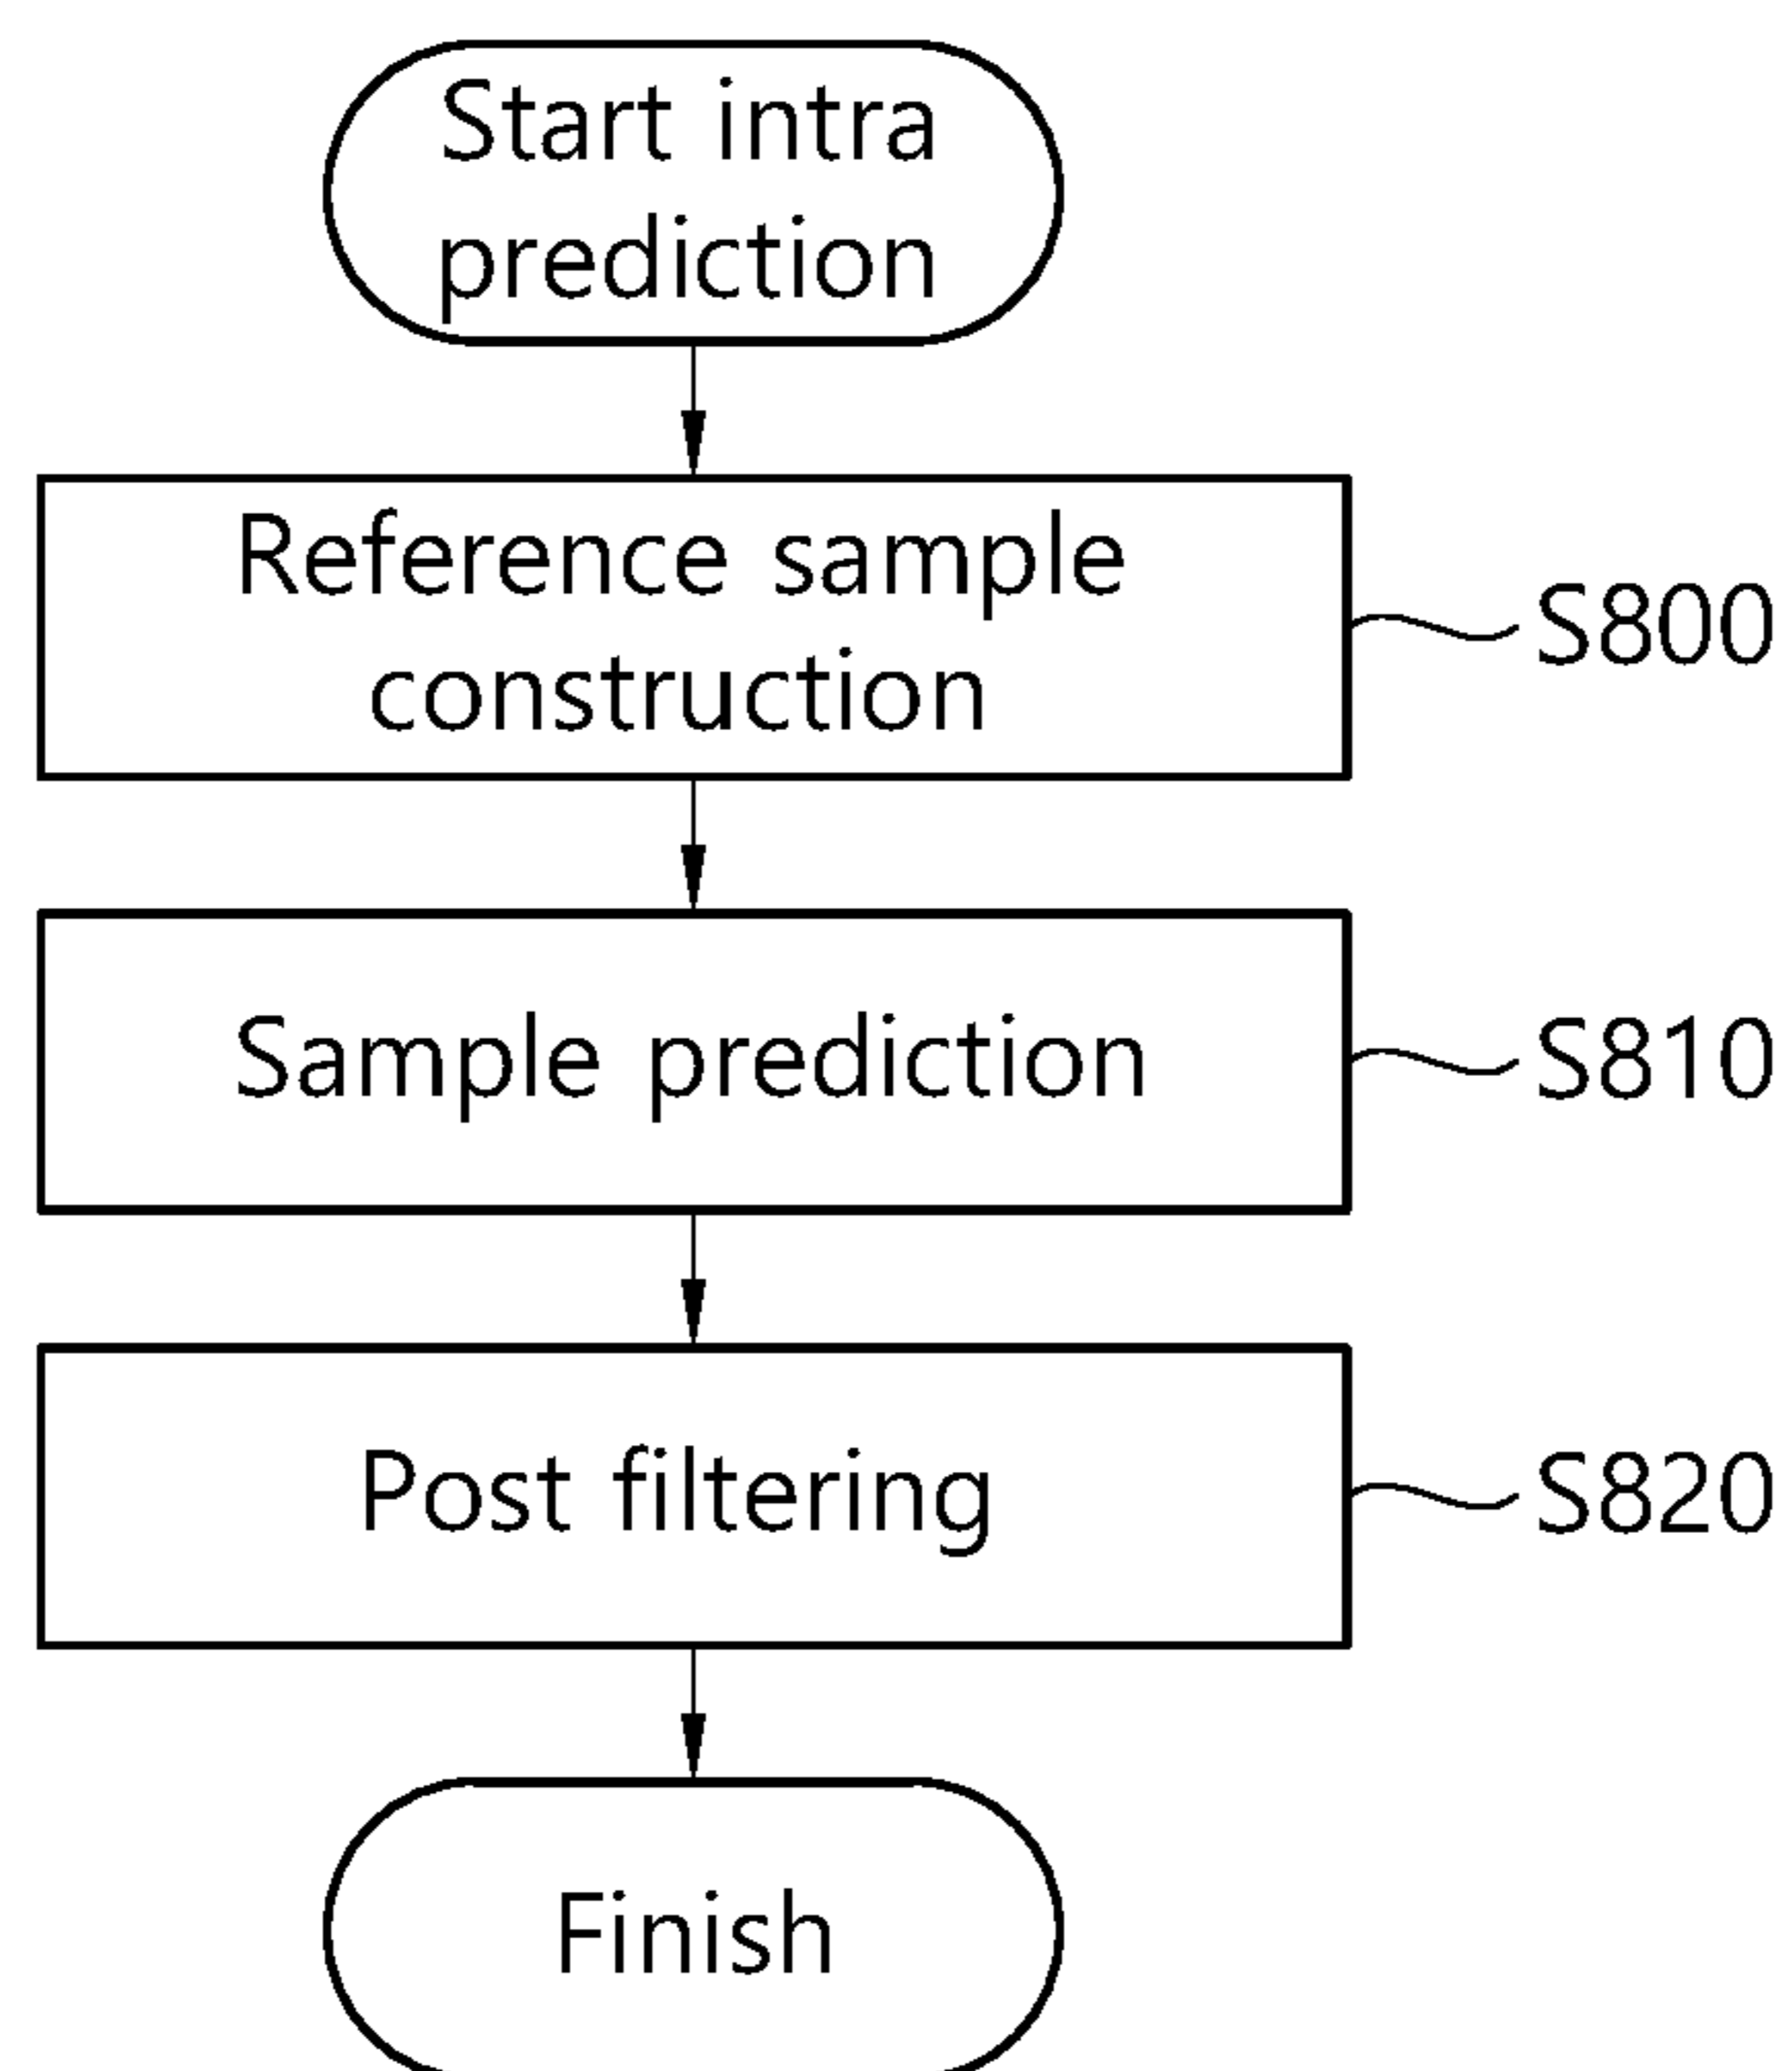 Start intra
prediction
Reference sample
construction
S800
Sample prediction
S810
Post filtering
S820
Finish